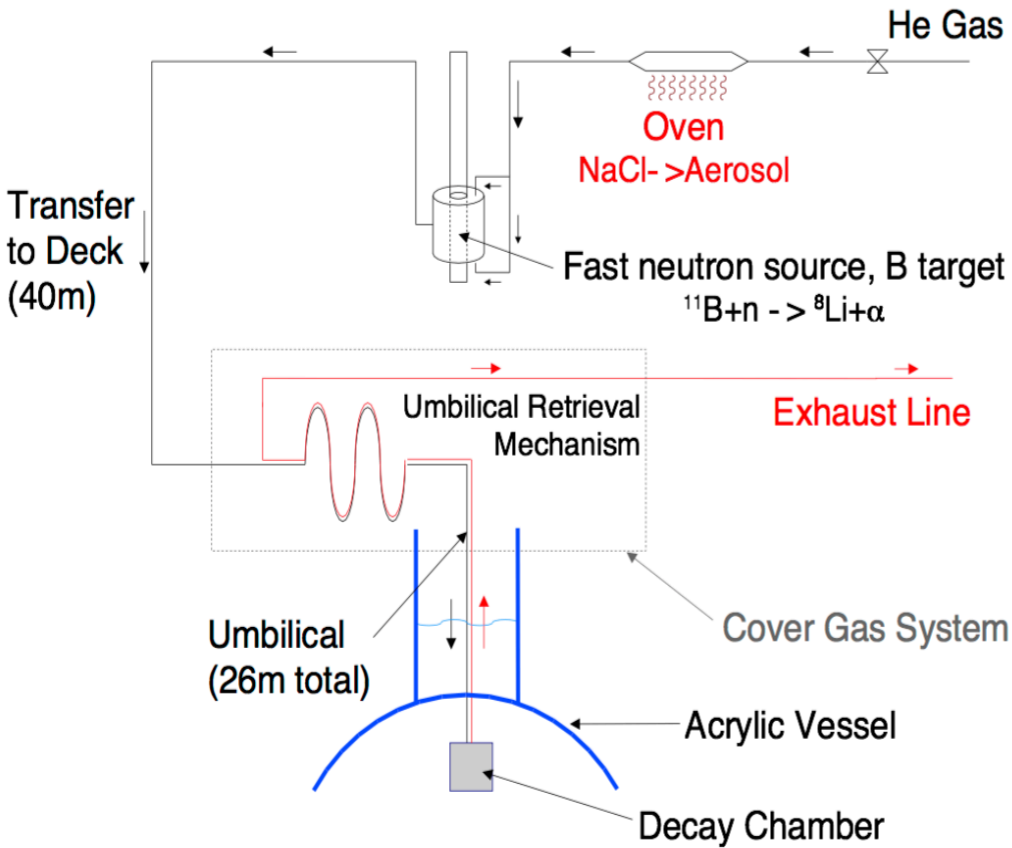 He Gas
Oven
NaCl- >Aerosol
Transfer
to Deck
(40m)
Fast neutron source, B target
¹¹B+n - > ⁸Li+α
Umbilical Retrieval
Mechanism
Exhaust Line
Umbilical
(26m total)
Cover Gas System
Acrylic Vessel
Decay Chamber